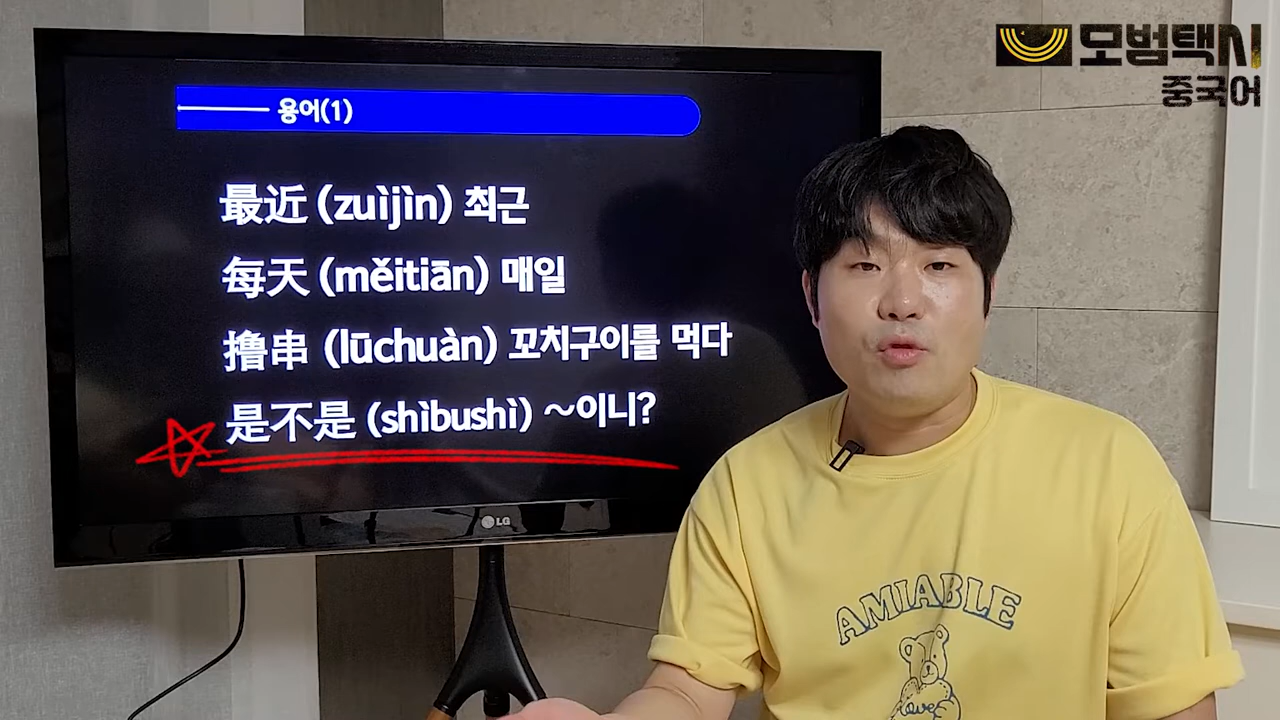 모범택시
중국어
용어(1)
最近 (zuìjìn) 최근
每天 (měitiān) 매일
撸串 (lūchuàn) 꼬치구이를 먹다
是不是 (shìbushì) ~이니?
LG
AMIABLE
Love